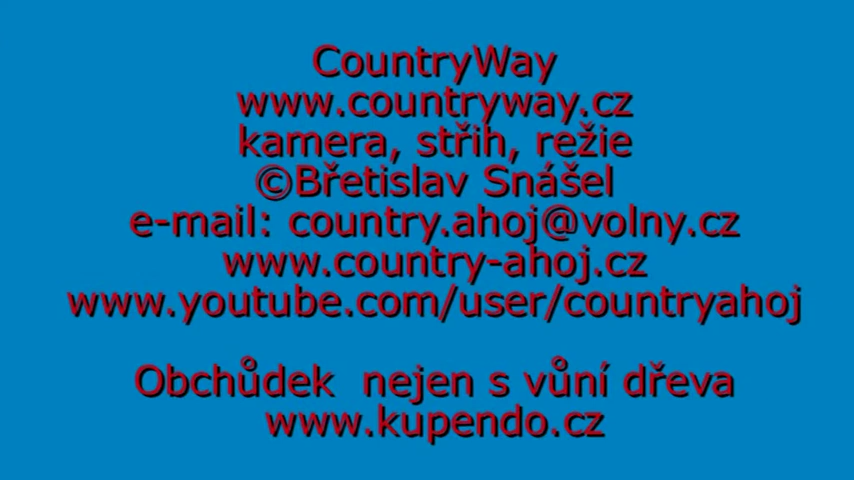 CountryWay
www.countryway.cz
kamera, střih, režie
©Břetislav Snášel
e-mail: country.ahoj@volny.cz
www.country-ahoj.cz
www.youtube.com/user/countryahoj
Obchůdek  nejen s vůní dřeva
www.kupendo.cz